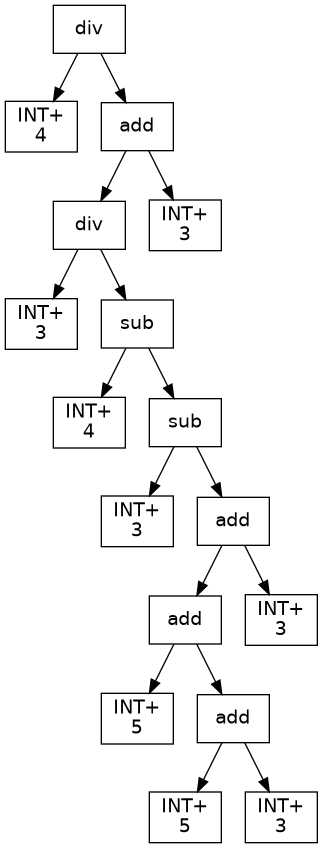 div
INT+
4
add
div
INT+
3
INT+
3
sub
INT+
4
sub
INT+
3
add
add
INT+
3
INT+
5
add
INT+
5
INT+
3